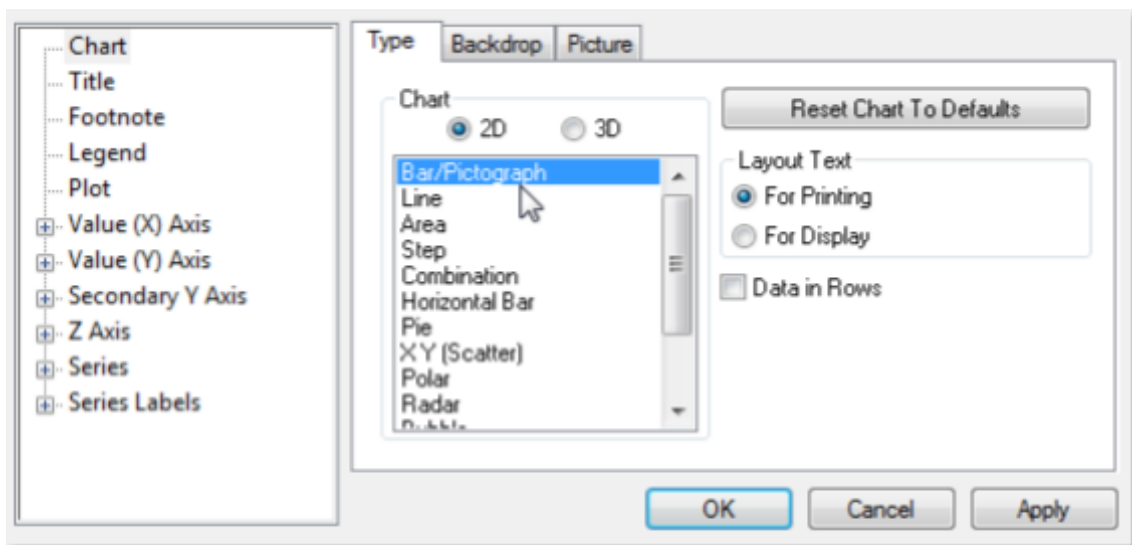 Chart
Title
Footnote
Legend
Plot
Value (X) Axis
Value (Y) Axis
Secondary Y Axis
Z Axis
Series
Series Labels
Type Backdrop Picture
Chart
2D 3D
Bar/Pictograph
Line
Area
Step
Combination
Horizontal Bar
Pie
X Y (Scatter)
Polar
Radar
Reset Chart To Defaults
Layout Text
For Printing
For Display
Data in Rows
OK Cancel Apply